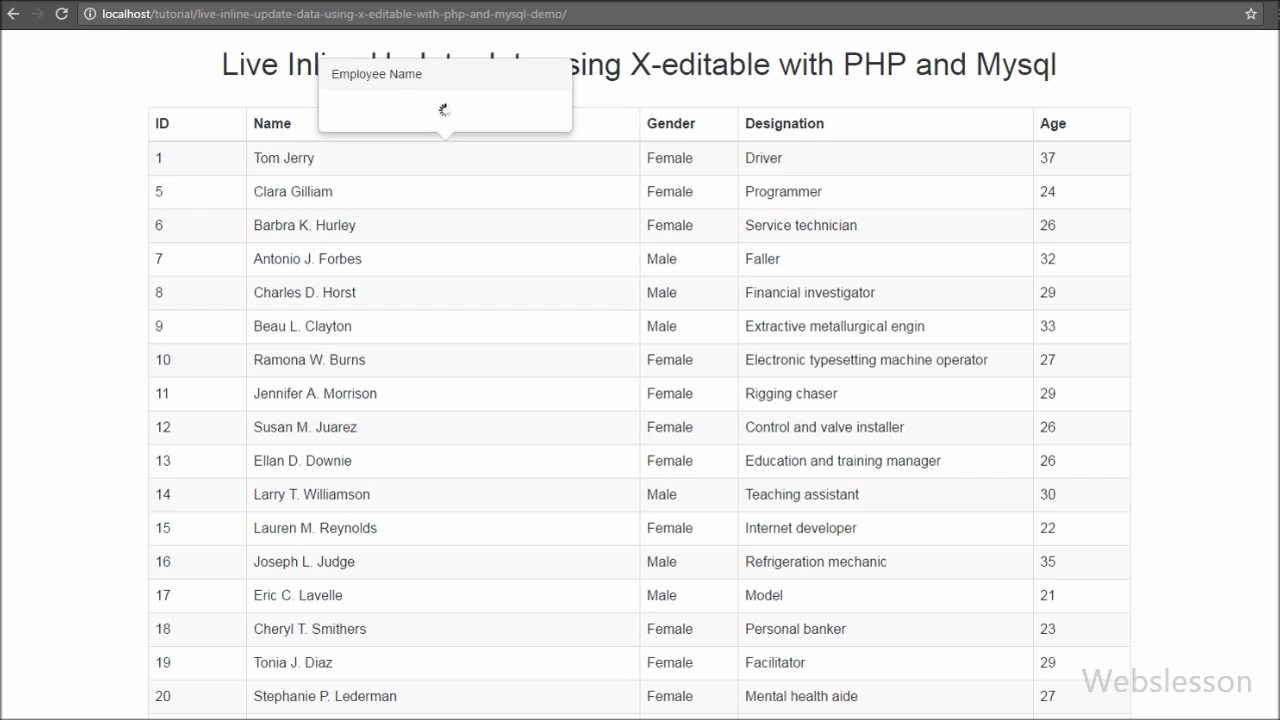 localhost/tutorial/live-inline-update-data-using-x-editable-with-php-and-mysql-demo/
Live Inl sing X-editable with PHP and Mysql
Employee Name
ID Name Gender Designation Age
1 Tom Jerry Female Driver 37
5 Clara Gilliam Female Programmer 24
6 Barbra K. Hurley Female Service technician 26
7 Antonio J. Forbes Male Faller 32
8 Charles D. Horst Male Financial investigator 29
9 Beau L. Clayton Male Extractive metallurgical engin 33
10 Ramona W. Burns Female Electronic typesetting machine operator 27
11 Jennifer A. Morrison Female Rigging chaser 29
12 Susan M. Juarez Female Control and valve installer 26
13 Ellan D. Downie Female Education and training manager 26
14 Larry T. Williamson Male Teaching assistant 30
15 Lauren M. Reynolds Female Internet developer 22
16 Joseph L. Judge Male Refrigeration mechanic 35
17 Eric C. Lavelle Male Model 21
18 Cheryl T. Smithers Female Personal banker 23
19 Tonia J. Diaz Female Facilitator 29
20 Stephanie P. Lederman Female Mental health aide 27
Webslesson